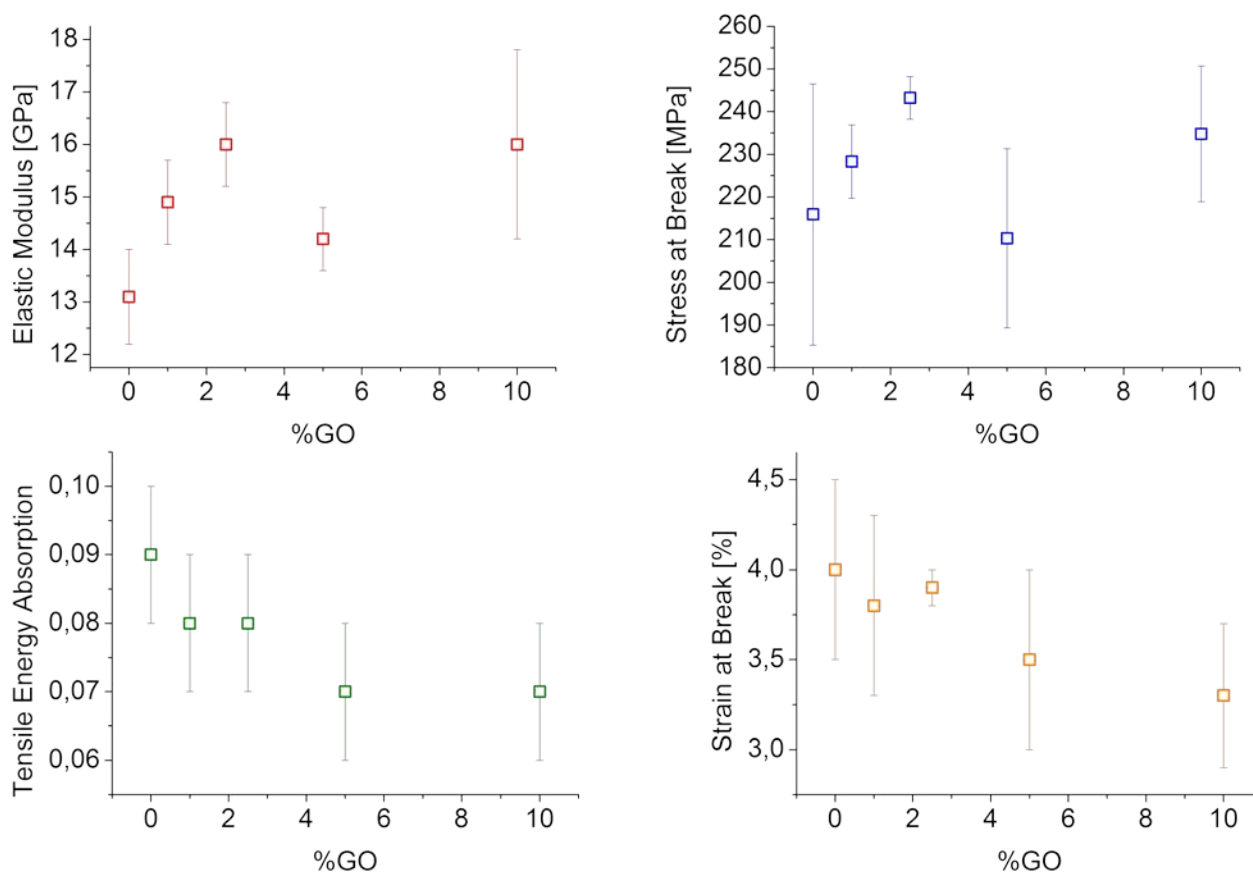 18
17
16
15
14
13
12
Elastic Modulus [GPa]
0 2 4 6 8 10
%GO
260
250
240
230
220
210
200
190
180
Stress at Break [MPa]
0 2 4 6 8 10
%GO
0,10
0,09
0,08
0,07
0,06
Tensile Energy Absorption
0 2 4 6 8 10
%GO
4,5
4,0
3,5
3,0
Strain at Break [%]
0 2 4 6 8 10
%GO